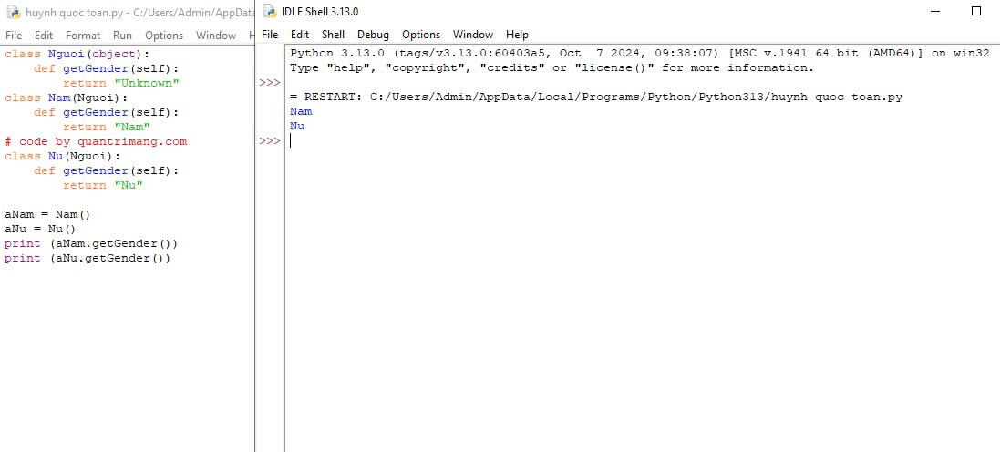 huynh quoc toan.py - C:/Users/Admin/AppData
File Edit Format Run Options Window H
class Nguoi(object):
    def getGender(self):
        return "Unknown"
class Nam(Nguoi):
    def getGender(self):
        return "Nam"
# code by quantrimang.com
class Nu(Nguoi):
    def getGender(self):
        return "Nu"
aNam = Nam()
aNu = Nu()
print (aNam.getGender())
print (aNu.getGender())
IDLE Shell 3.13.0
File Edit Shell Debug Options Window Help
Python 3.13.0 (tags/v3.13.0:60403a5, Oct  7 2024, 09:38:07) [MSC v.1941 64 bit (AMD64)] on win32
Type "help", "copyright", "credits" or "license()" for more information.
>>>
= RESTART: C:/Users/Admin/AppData/Local/Programs/Python/Python313/huynh quoc toan.py
Nam
Nu
>>>